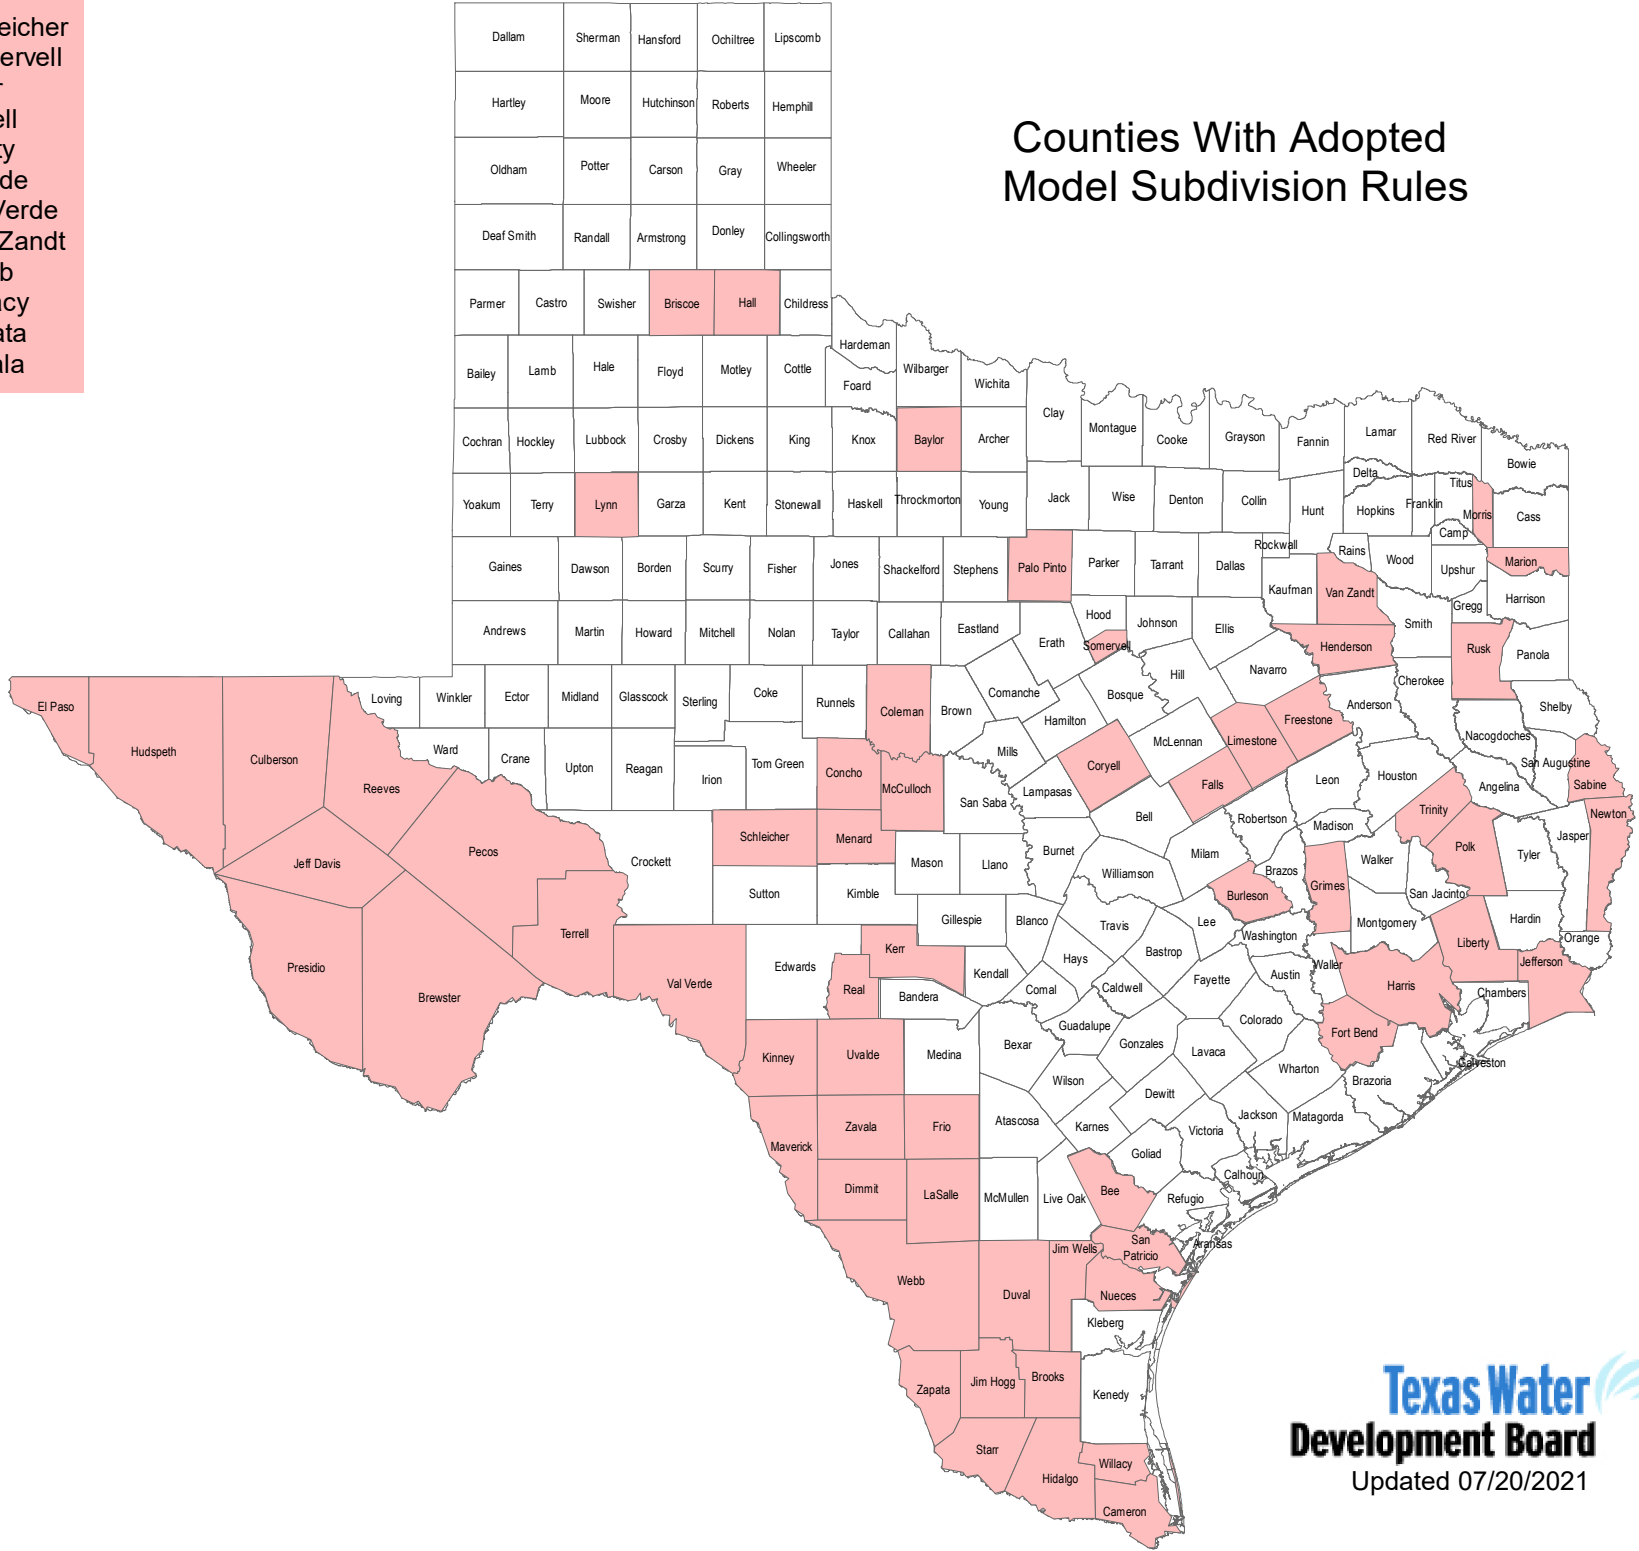 eicher
ervell
r
ell
ty
de
Verde
Zandt
b
acy
ata
ala
Counties With Adopted
Model Subdivision Rules
Dallam Sherman Hansford Ochiltree Lipscomb
Hartley Moore Hutchinson Roberts Hemphill
Oldham Potter Carson Gray Wheeler
Deaf Smith Randall Armstrong Donley Collingsworth
Parmer Castro Swisher Briscoe Hall Childress
Hardeman
Bailey Lamb Hale Floyd Motley Cottle Foard Wilbarger Wichita
Clay Montague Cooke Grayson Fannin Lamar Red River Bowie
Cochran Hockley Lubbock Crosby Dickens King Knox Baylor Archer
Delta Titus
Yoakum Terry Lynn Garza Kent Stonewall Haskell Throckmorton Young Jack Wise Denton Collin Hunt Hopkins Franklin Morris Cass
Camp
Rockwall Rains Wood Upshur Marion
Gaines Dawson Borden Scurry Fisher Jones Shackelford Stephens Palo Pinto Parker Tarrant Dallas Kaufman Van Zandt
Gregg Harrison
Andrews Martin Howard Mitchell Nolan Taylor Callahan Eastland Erath Hood Johnson Ellis Smith
Somervell Henderson Rusk Panola
Hill Navarro Cherokee
Loving Winkler Ector Midland Glasscock Sterling Coke Runnels Coleman Brown Comanche Bosque Anderson Shelby
El Paso Hudspeth Culberson Reeves
Hamilton Freestone Nacogdoches
Ward Crane Upton Reagan Irion Tom Green Concho McCulloch Mills McLennan Limestone San Augustine Sabine
Coryell Falls Leon Houston Angelina
San Saba Lampasas Bell Robertson Madison Trinity Newton
Jeff Davis Pecos Crockett Schleicher Menard Mason Llano Burnet Milam Walker Polk Tyler Jasper
Williamson Brazos
Sutton Kimble Burleson Grimes San Jacinto
Gillespie Blanco Travis Lee Washington Montgomery Hardin
Terrell Presidio Brewster
Val Verde Edwards Kerr Kendall Hays Bastrop Liberty Orange
Real Bandera Comal Caldwell Fayette Austin Waller Harris Jefferson
Chambers
Guadalupe Colorado Fort Bend
Kinney Uvalde Medina Bexar Gonzales Lavaca Wharton Galveston
Wilson Brazoria
Dewitt
Maverick Zavala Frio Atascosa Karnes Jackson Matagorda
Victoria
Goliad
Dimmit LaSalle McMullen Live Oak Bee Refugio Calhoun
San
Patricio
Aransas
Jim Wells
Webb Duval Nueces
Kleberg
Zapata Jim Hogg Brooks Kenedy
Starr Hidalgo Willacy
Cameron
Texas Water
Development Board
Updated 07/20/2021